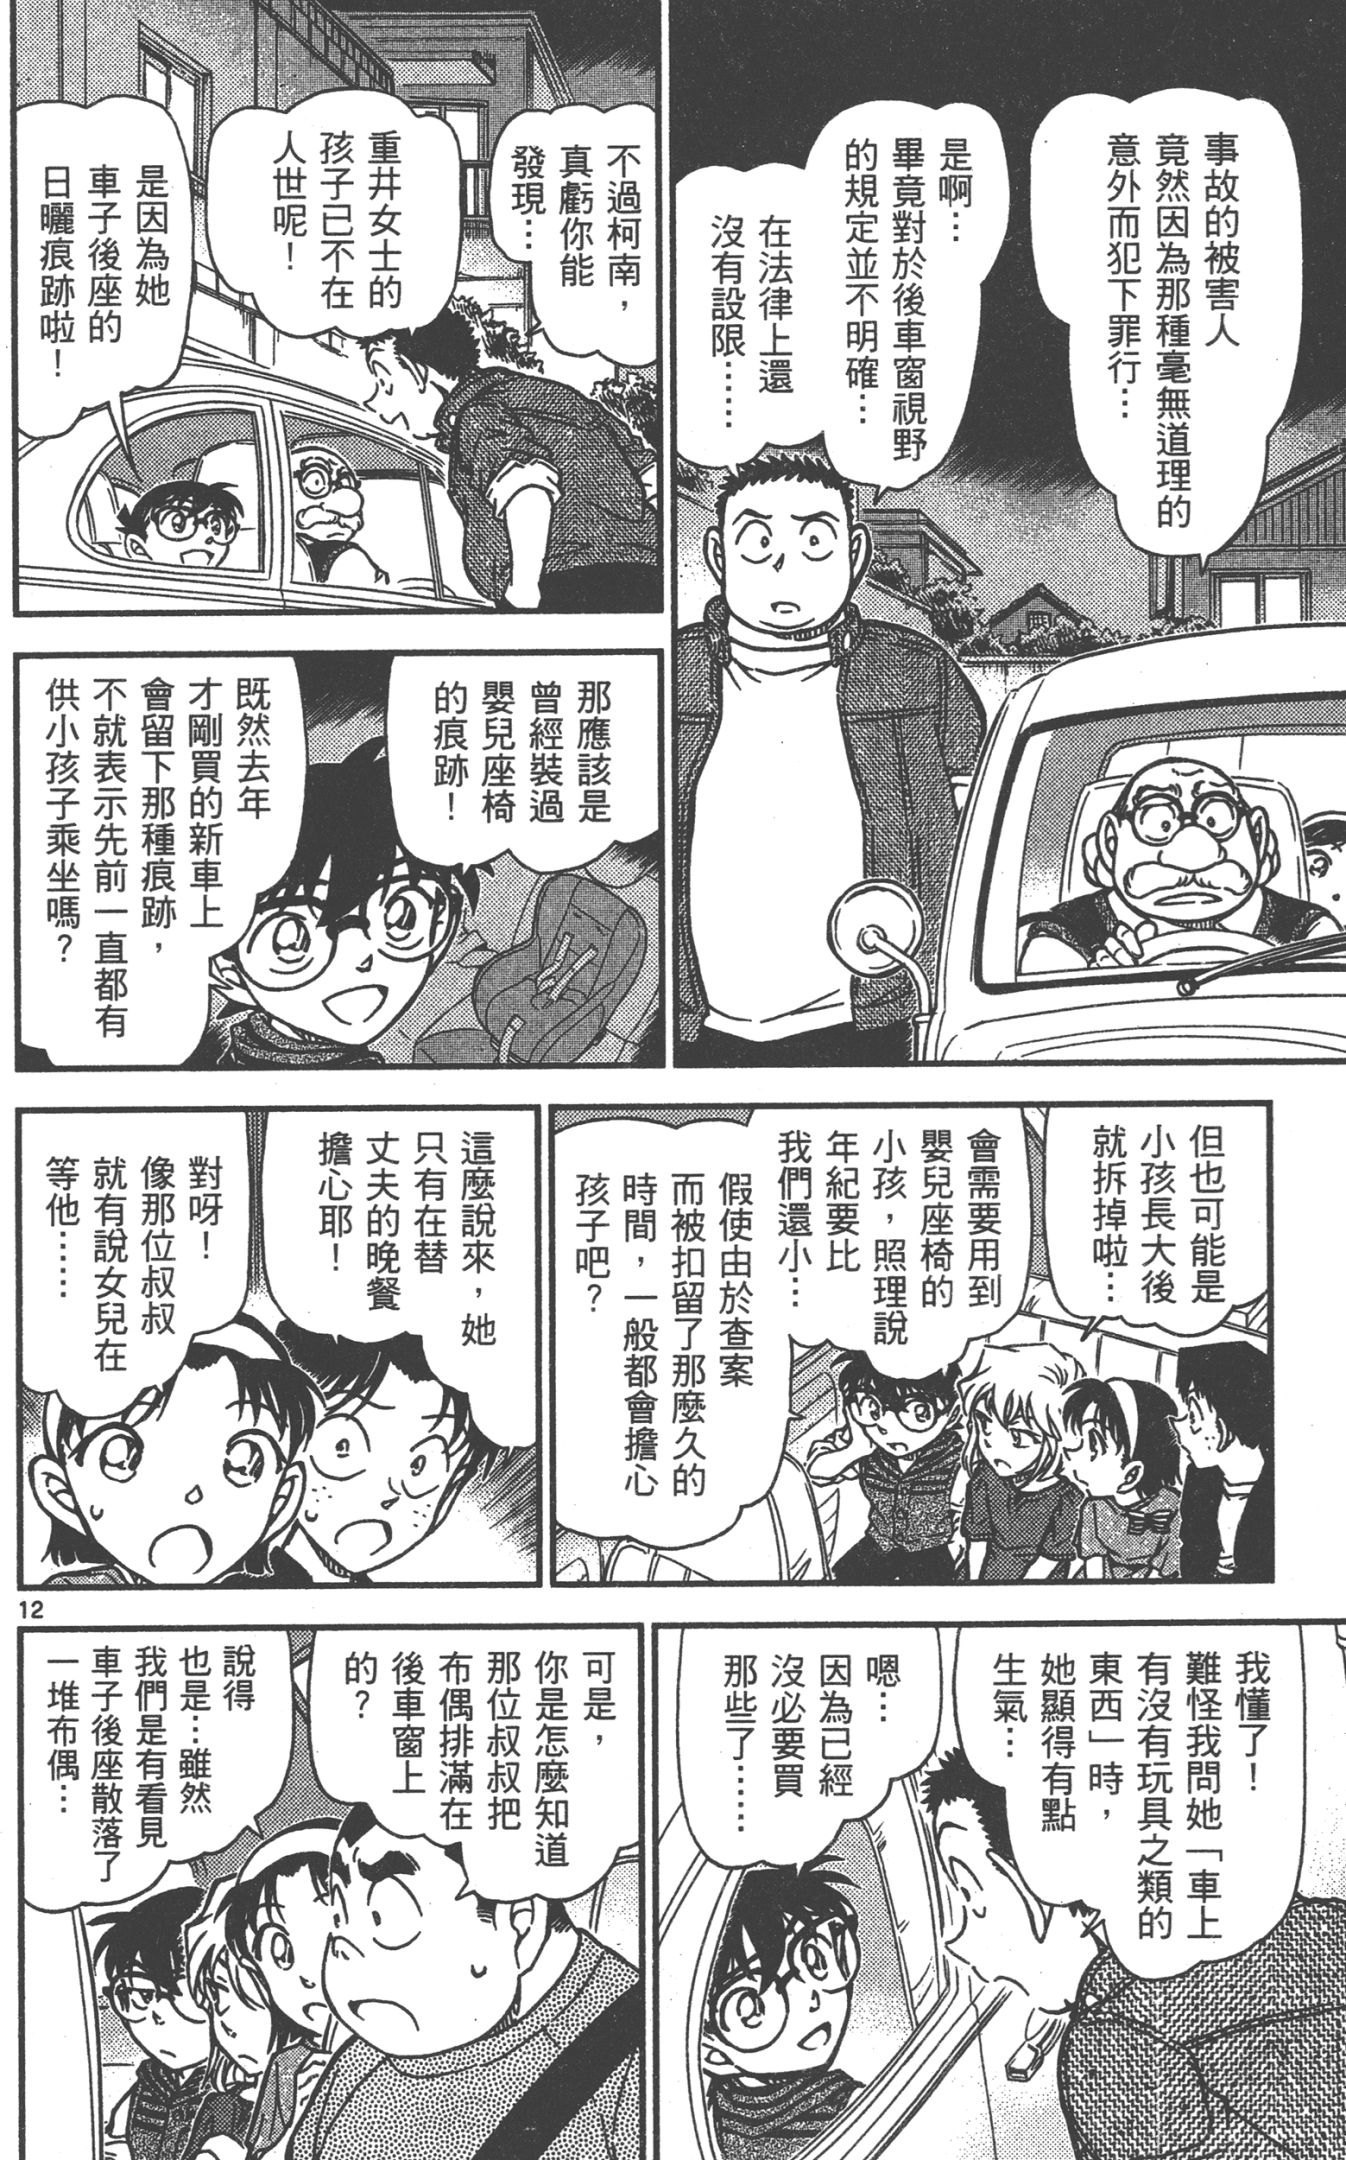 事故的被害人
竟然因為那種毫無道理的
意外而犯下罪行…
是啊…
畢竟對於後車窗視野
的規定並不明確…
在法律上還
沒有設限……
不過柯南，
真虧你能
發現…
重井女士的
孩子已不在
人世呢！
是因為她
車子後座的
日曬痕跡啦！
那應該是
曾經裝過
嬰兒座椅
的痕跡！
既然去年
才剛買的新車上
會留下那種痕跡，
不就表示先前一直都有
供小孩子乘坐嗎？
但也可能是
小孩長大後
就拆掉啦…
會需要用到
嬰兒座椅的
小孩，照理說
年紀要比
我們還小…
假使由於查案
而被扣留了那麼久的
時間，一般都會擔心
孩子吧？
這麼說來，她
只有在替
丈夫的晚餐
擔心耶！
對呀！
像那位叔叔
就有說女兒在
等他……
12
我懂了！
難怪我問她「車上
有沒有玩具之類的
東西」時，
她顯得有點
生氣…
嗯…
因為已經
沒必要買
那些了……
可是，
你是怎麼知道
那位叔叔把
布偶排滿在
後車窗上
的？
說得
也是…雖然
我們是有看見
車子後座散落了
一堆布偶…